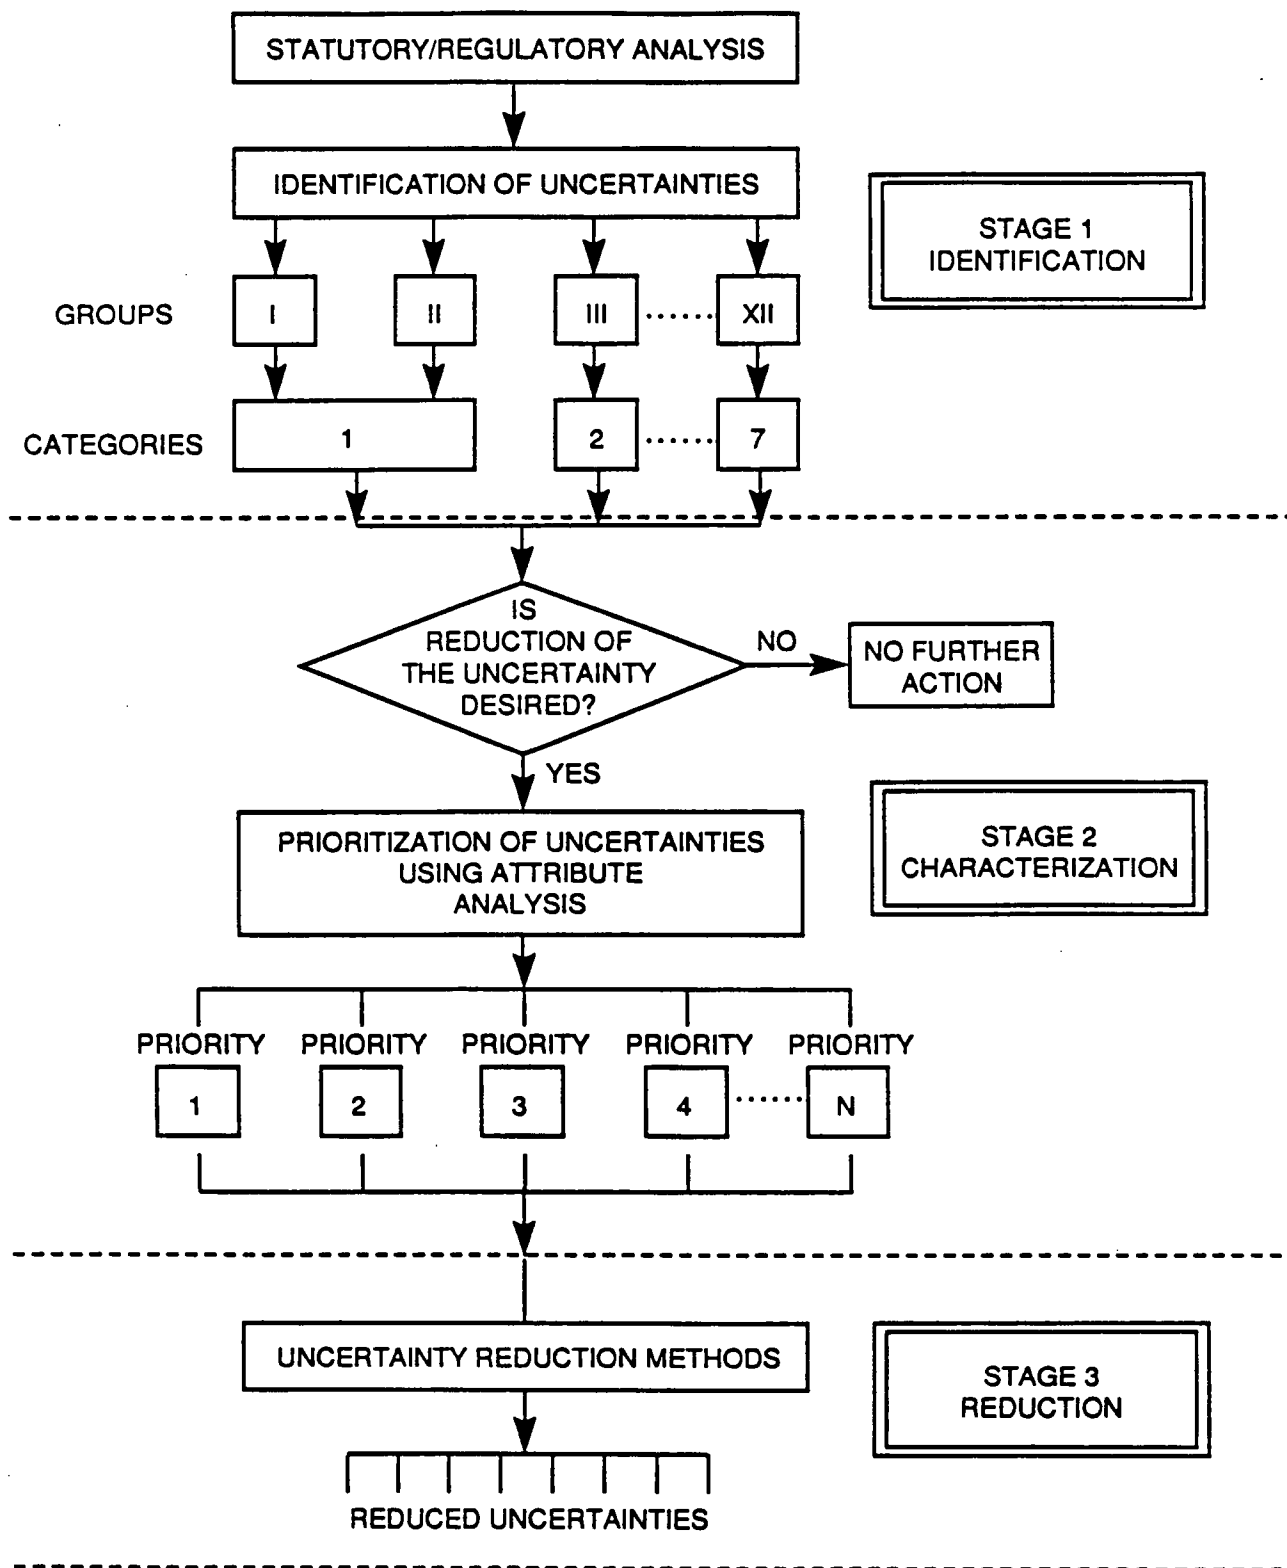 STATUTORY/REGULATORY ANALYSIS
IDENTIFICATION OF UNCERTAINTIES
STAGE 1
IDENTIFICATION
GROUPS
I
II
III ...... XII
CATEGORIES
1
2 ...... 7
IS
REDUCTION OF
THE UNCERTAINTY
DESIRED?
NO
NO FURTHER
ACTION
YES
PRIORITIZATION OF UNCERTAINTIES
USING ATTRIBUTE
ANALYSIS
STAGE 2
CHARACTERIZATION
PRIORITY PRIORITY PRIORITY PRIORITY PRIORITY
1 2 3 4 ...... N
UNCERTAINTY REDUCTION METHODS
STAGE 3
REDUCTION
REDUCED UNCERTAINTIES